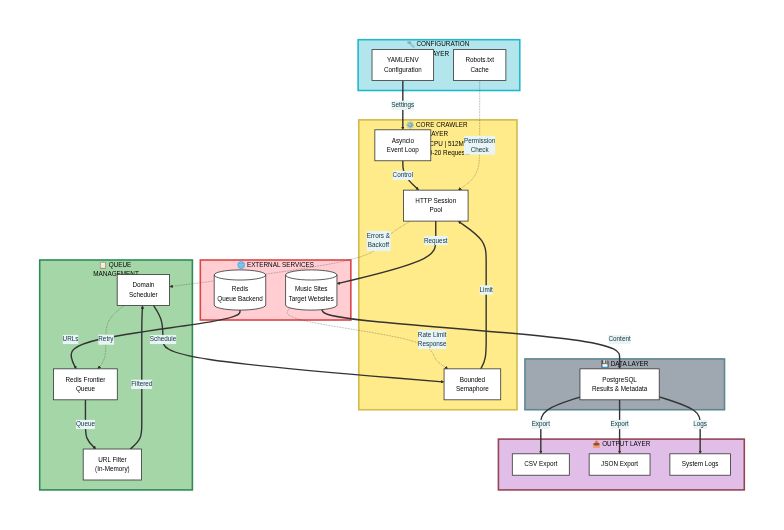 🔧 CONFIGURATION
AYER
YAML/ENV
Configuration
Robots.txt
Cache
Settings
⚙️ CORE CRAWLER
AYER
CPU | 512M
-20 Reques
Asyncio
Event Loop
Permission
Check
Control
HTTP Session
Pool
Errors &
Backoff
Request
📋 QUEUE
MANAGEMENT
Domain
Scheduler
🌐 EXTERNAL SERVICES
Redis
Queue Backend
Music Sites
Target Websites
Limit
URLs
Retry
Schedule
Rate Limit
Response
Content
Redis Frontier
Queue
Filtered
Bounded
Semaphore
💾 DATA LAYER
PostgreSQL
Results & Metadata
Queue
Export
Export
Logs
URL Filter
(In-Memory)
📤 OUTPUT LAYER
CSV Export
JSON Export
System Logs